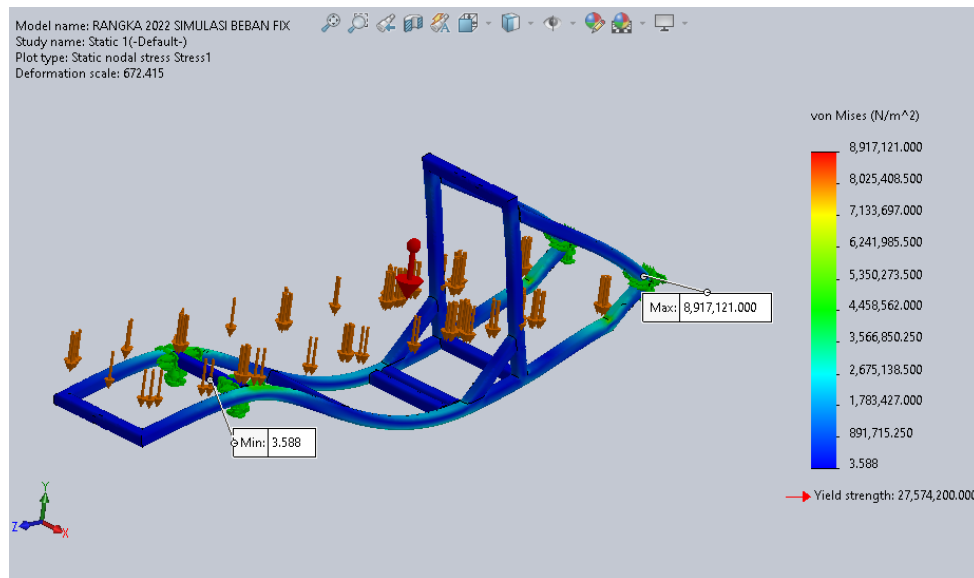 Model name: RANGKA 2022 SIMULASI BEBAN FIX
Study name: Static 1(-Default-)
Plot type: Static nodal stress Stress1
Deformation scale: 672.415
von Mises (N/m^2)
8,917,121.000
8,025,408.500
7,133,697.000
6,241,985.500
5,350,273.500
4,458,562.000
3,566,850.250
2,675,138.500
1,783,427.000
891,715.250
3.588
Yield strength: 27,574,200.000
Max: 8,917,121.000
Min: 3.588
Y
Z
X